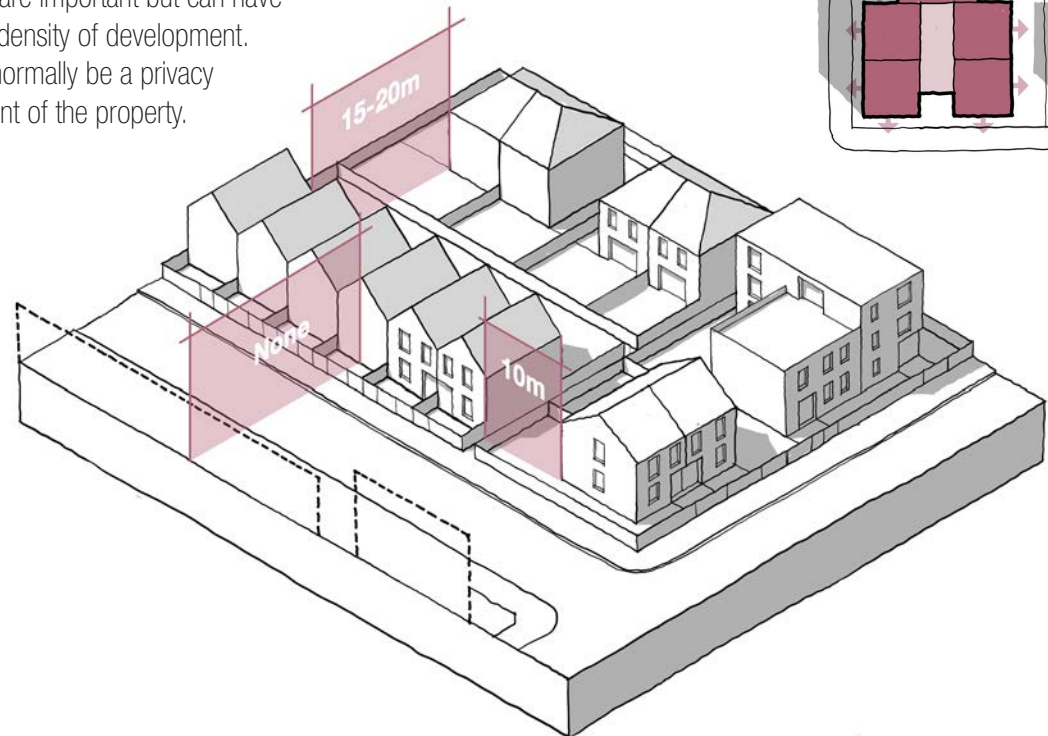 are important but can have
density of development.
normally be a privacy
nt of the property.
15-20m
None
10m